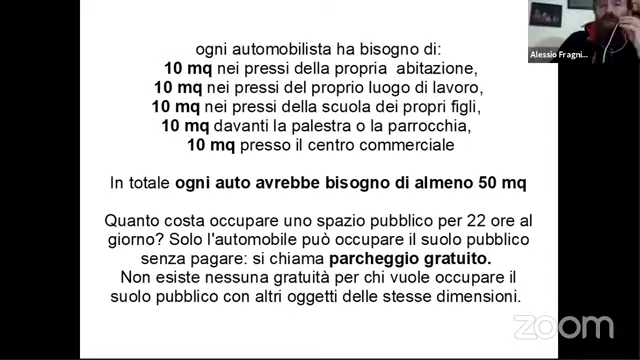 Alessio Fragni...
ogni automobilista ha bisogno di:
10 mq nei pressi della propria abitazione,
10 mq nei pressi del proprio luogo di lavoro,
10 mq nei pressi della scuola dei propri figli,
10 mq davanti la palestra o la parrocchia,
10 mq presso il centro commerciale
In totale ogni auto avrebbe bisogno di almeno 50 mq
Quanto costa occupare uno spazio pubblico per 22 ore al
giorno? Solo l'automobile può occupare il suolo pubblico
senza pagare: si chiama parcheggio gratuito.
Non esiste nessuna gratuità per chi vuole occupare il
suolo pubblico con altri oggetti delle stesse dimensioni.
zoom